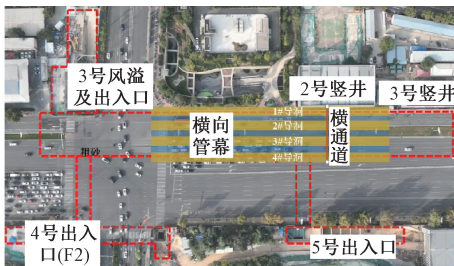 3号风溢
及出入口
2号竖井
3号竖井
横向
管幕
1#导洞
2#导洞
3#导洞
4#导洞
横
通
道
4号出入
口(F2)
5号出入口